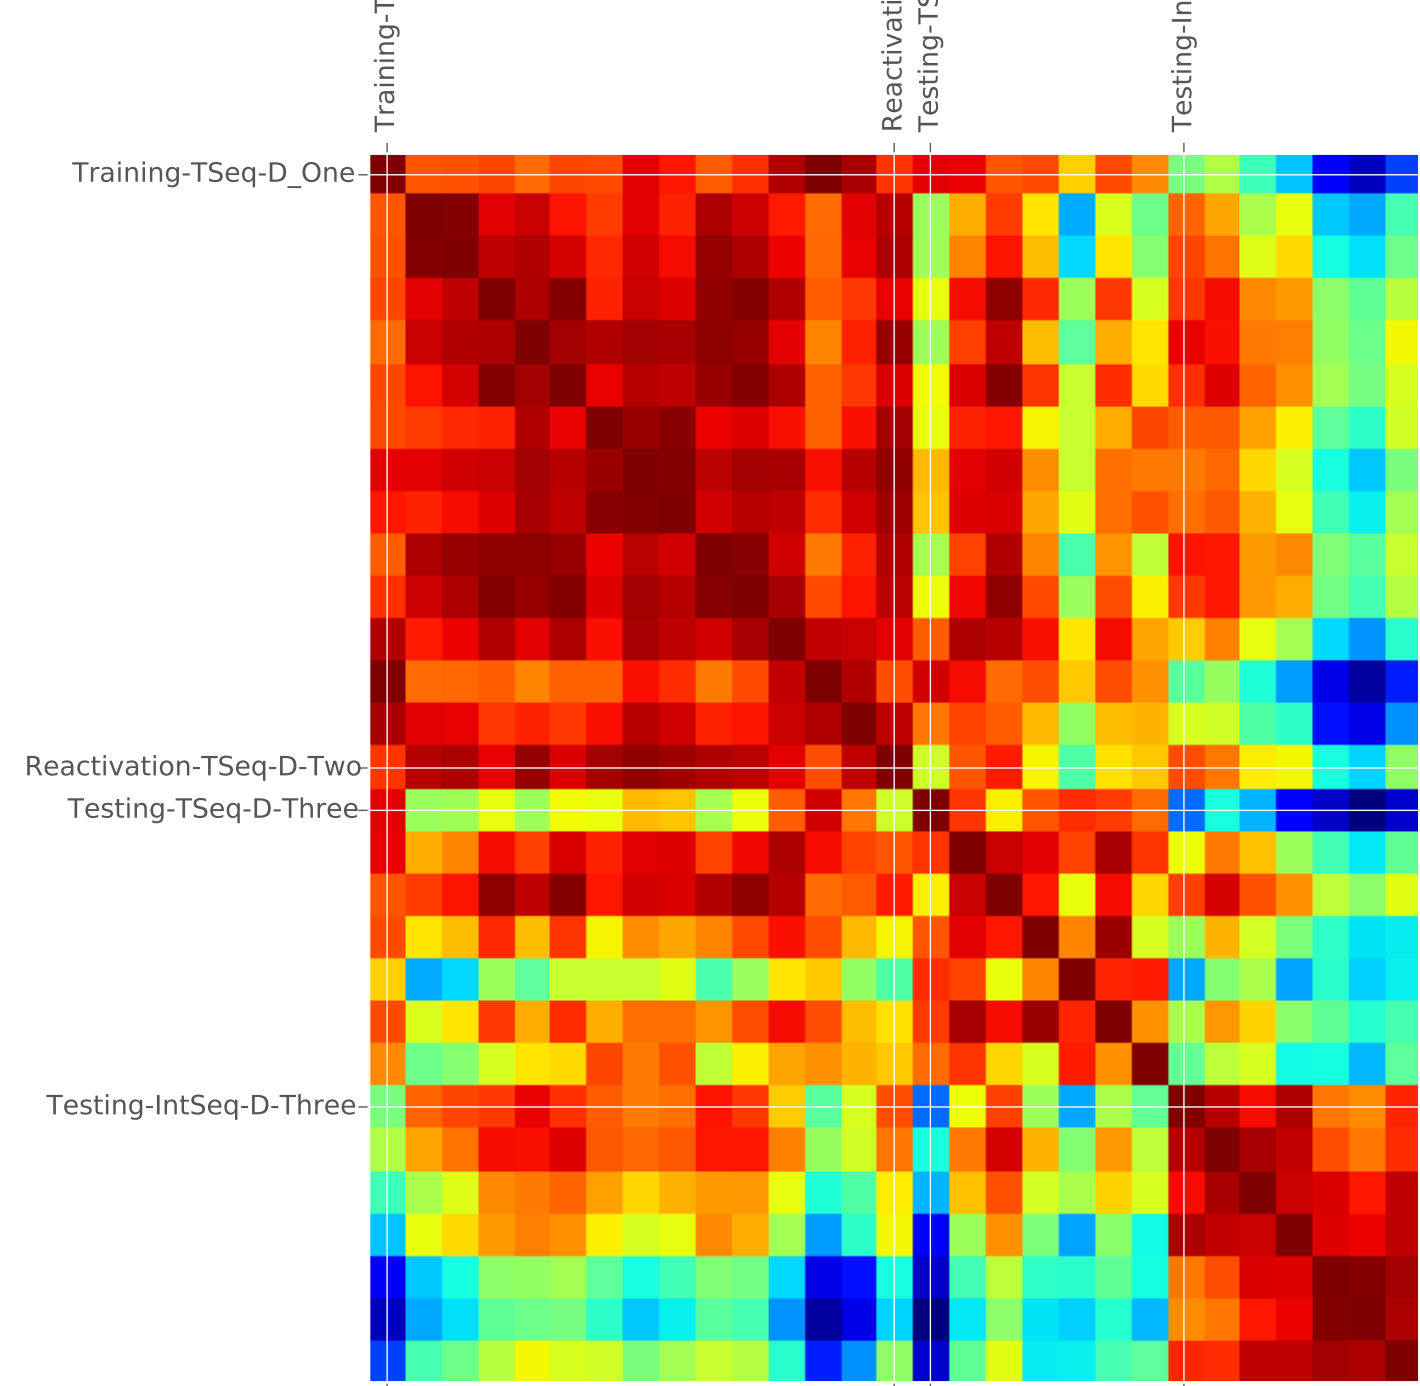 Training-T
Reactivati
Testing-TS
Testing-In
Training-TSeq-D_One
Reactivation-TSeq-D-Two
Testing-TSeq-D-Three
Testing-IntSeq-D-Three